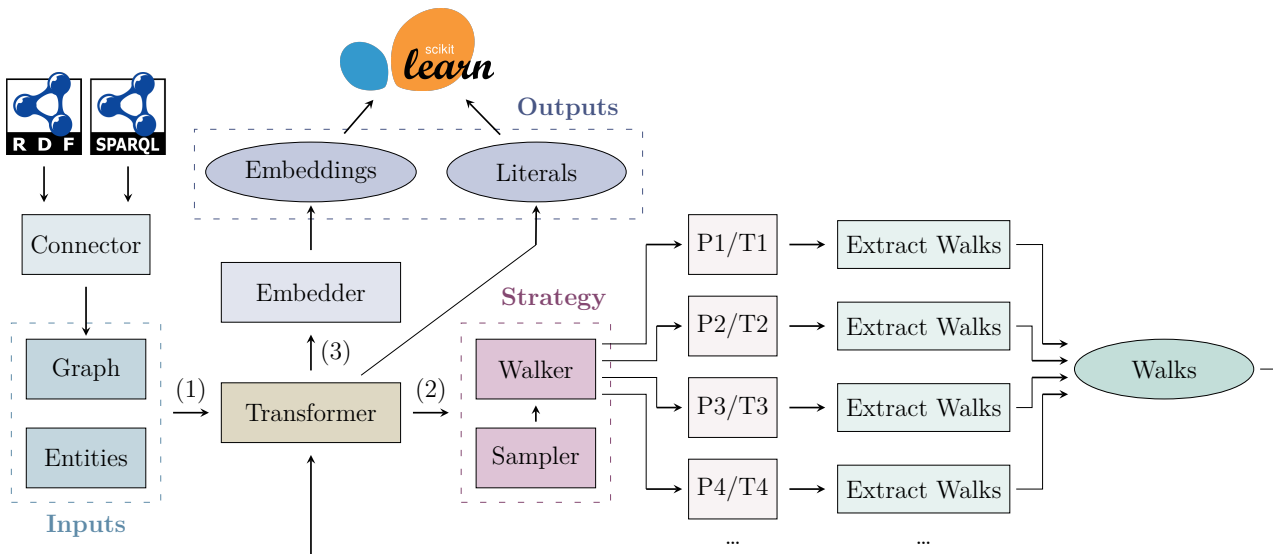 scikit
learn
Outputs
RDF
SPARQL
Embeddings
Literals
Connector
P1/T1
Extract Walks
Embedder
Strategy
P2/T2
Extract Walks
Graph
(3)
Walker
Walks
(1)
Transformer
(2)
P3/T3
Extract Walks
Entities
Sampler
P4/T4
Extract Walks
Inputs
...
...